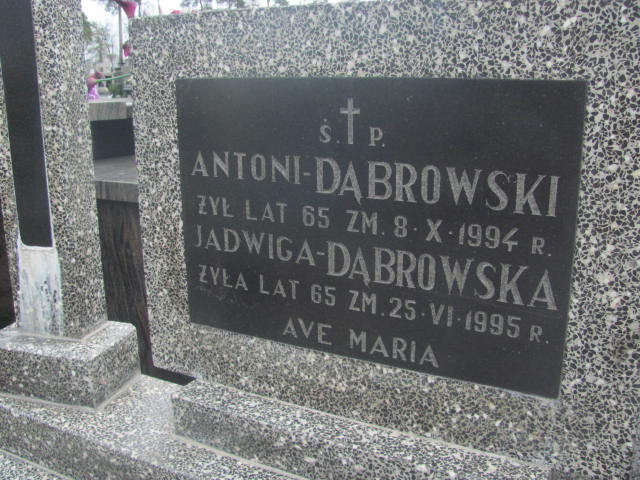 Ś. P.
ANTONI-DĄBROWSKI
ŻYŁ LAT 65 ZM. 8·X·1994 R.
JADWIGA-DĄBROWSKA
ŻYŁA LAT 65 ZM. 25·VI·1995 R.
AVE MARIA